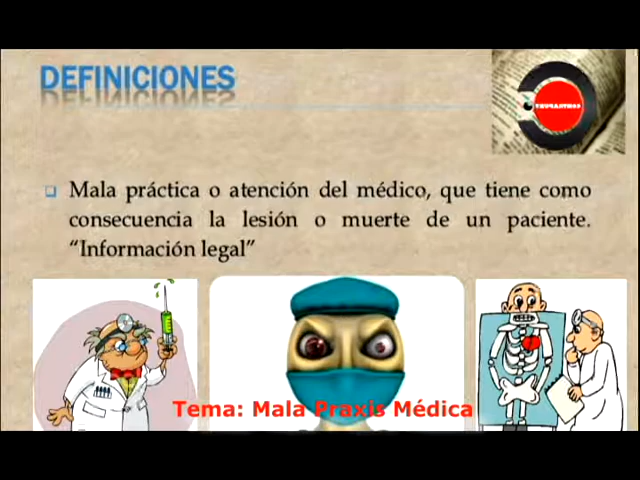 DEFINICIONES
Mala práctica o atención del médico, que tiene como
consecuencia la lesión o muerte de un paciente.
“Información legal”
Tema: Mala Praxis Médica